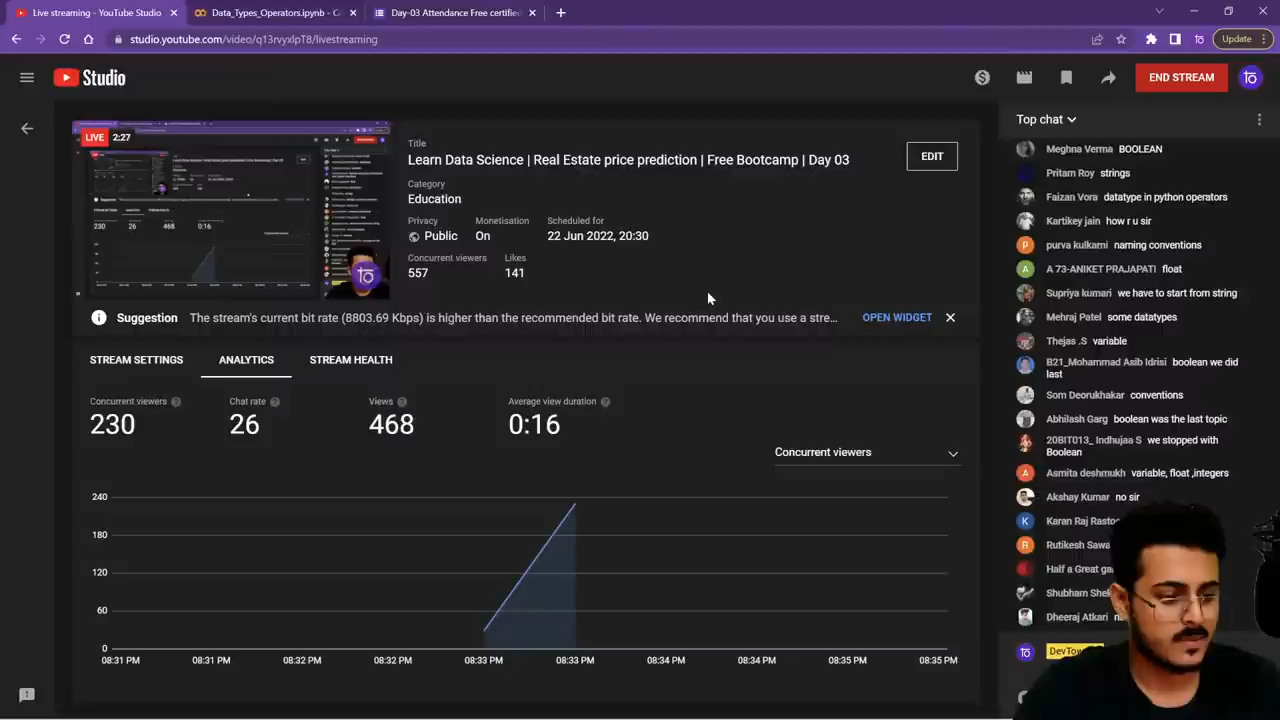 Live streaming - YouTube Studio
Data_Types_Operators.ipynb - C
Day-03 Attendance Free certified
studio.youtube.com/video/q13rvyxlpT8/livestreaming
Update
Studio
END STREAM
LIVE 2:27
Title
Learn Data Science | Real Estate price prediction | Free Bootcamp | Day 03
EDIT
Category
Education
Privacy
Monetisation
Scheduled for
Public
On
22 Jun 2022, 20:30
Concurrent viewers
Likes
557
141
Suggestion The stream's current bit rate (8803.69 Kbps) is higher than the recommended bit rate. We recommend that you use a stre...
OPEN WIDGET
STREAM SETTINGS
ANALYTICS
STREAM HEALTH
Concurrent viewers
Chat rate
Views
Average view duration
230
26
468
0:16
Concurrent viewers
240
180
120
60
0
08:31 PM 08:31 PM 08:32 PM 08:32 PM 08:33 PM 08:33 PM 08:34 PM 08:34 PM 08:35 PM 08:35 PM
Top chat
Meghna Verma BOOLEAN
Pritam Roy strings
Faizan Vora datatype in python operators
Kartikey jain how r u sir
purva kulkarni naming conventions
A 73-ANIKET PRAJAPATI float
Supriya kumari we have to start from string
Mehraj Patel some datatypes
Thejas .S variable
B21_Mohammad Asib Idrisi boolean we did
last
Som Deorukhakar conventions
Abhilash Garg boolean was the last topic
20BIT013_ Indhujaa S we stopped with
Boolean
Asmita deshmukh variable, float ,integers
Akshay Kumar no sir
Karan Raj Rasto
Rutikesh Sawa
Half a Great ga
Shubham She
Dheeraj Atkari
DevTow